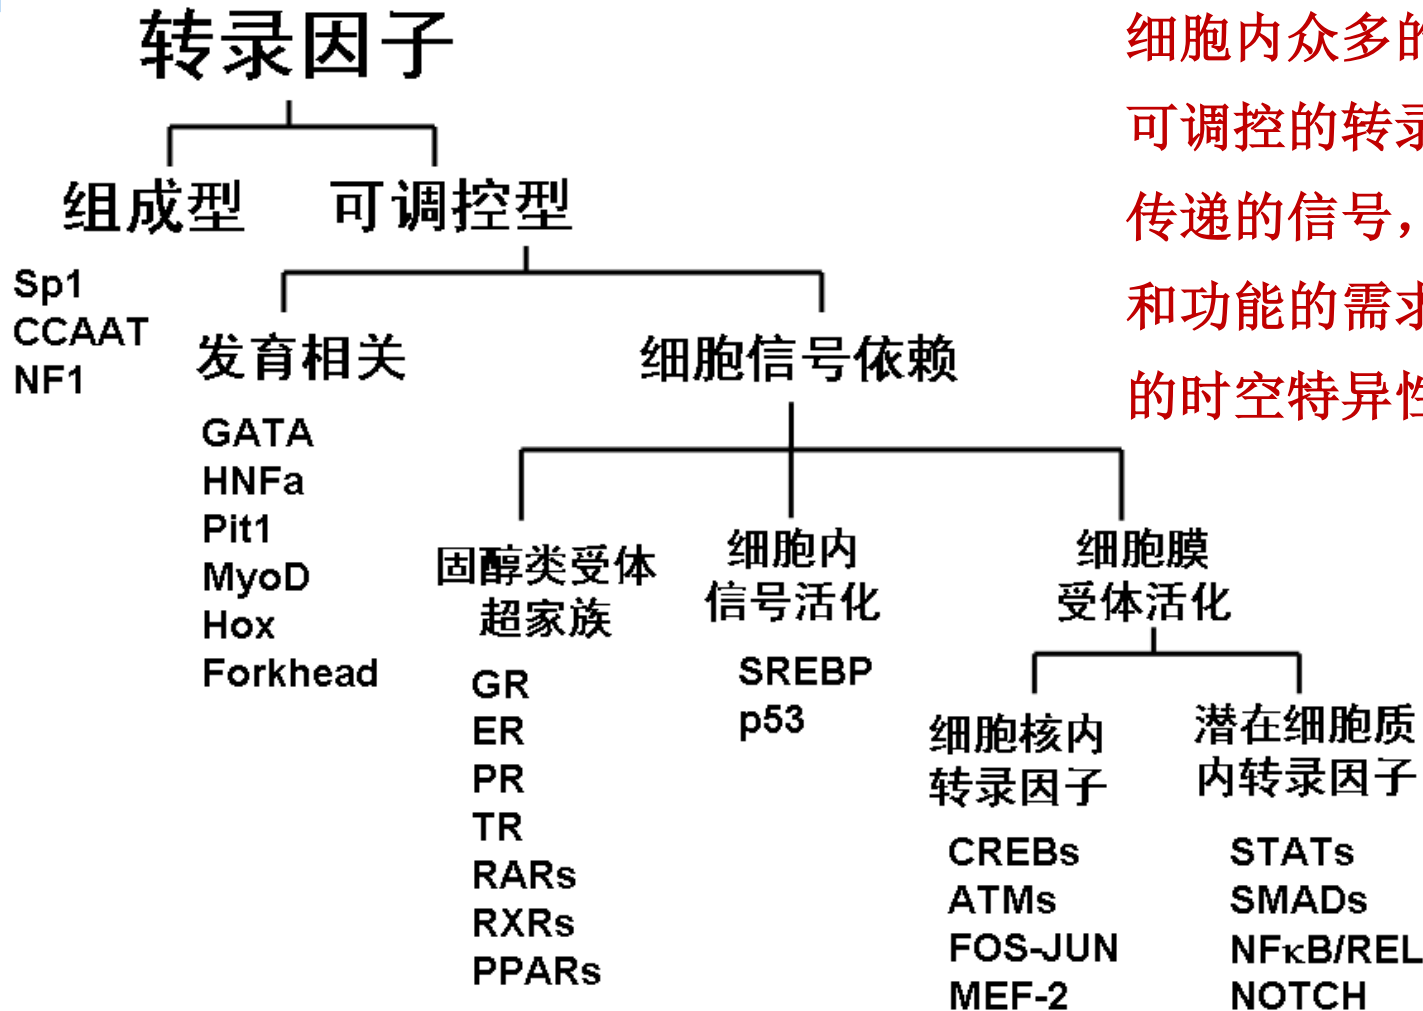 转录因子
组成型
可调控型
Sp1
CCAAT
NF1
发育相关
GATA
HNFa
Pit1
MyoD
Hox
Forkhead
细胞信号依赖
固醇类受体
超家族
GR
ER
PR
TR
RARs
RXRs
PPARs
细胞内
信号活化
SREBP
p53
细胞膜
受体活化
细胞核内
转录因子
CREBs
ATMs
FOS-JUN
MEF-2
潜在细胞质
内转录因子
STATs
SMADs
NFκB/REL
NOTCH
细胞内众多的
可调控的转录
传递的信号，
和功能的需求
的时空特异性